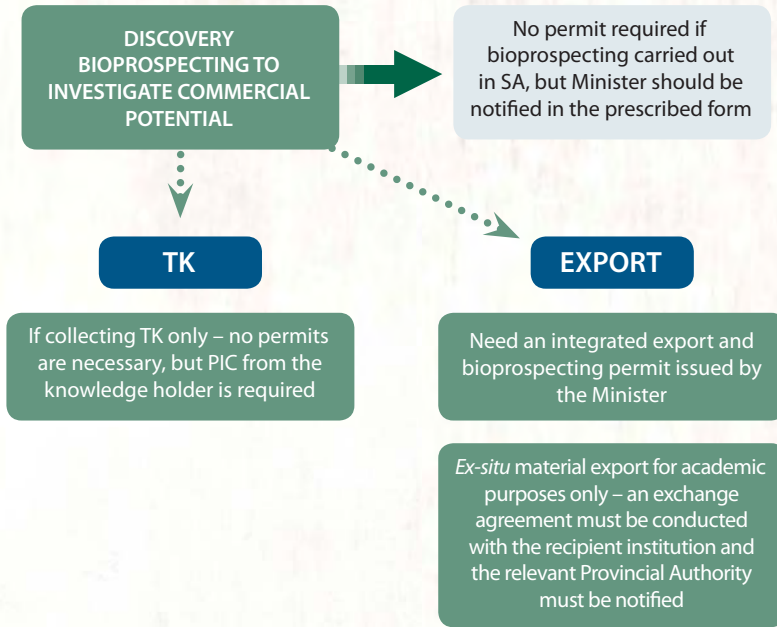 DISCOVERY
BIOPROSPECTING TO
INVESTIGATE COMMERCIAL
POTENTIAL
No permit required if
bioprospecting carried out
in SA, but Minister should be
notified in the prescribed form
TK
If collecting TK only – no permits
are necessary, but PIC from the
knowledge holder is required
EXPORT
Need an integrated export and
bioprospecting permit issued by
the Minister
Ex-situ material export for academic
purposes only – an exchange
agreement must be conducted
with the recipient institution and
the relevant Provincial Authority
must be notified